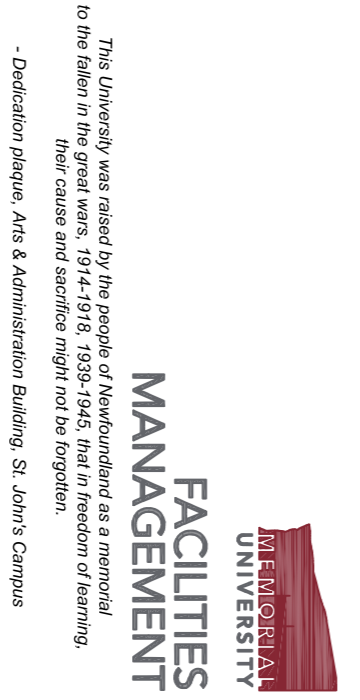 MEMORIAL
UNIVERSITY
FACILITIES
MANAGEMENT
This University was raised by the people of Newfoundland as a memorial
to the fallen in the great wars, 1914-1918, 1939-1945, that in freedom of learning,
their cause and sacrifice might not be forgotten.
- Dedication plaque, Arts & Administration Building, St. John's Campus